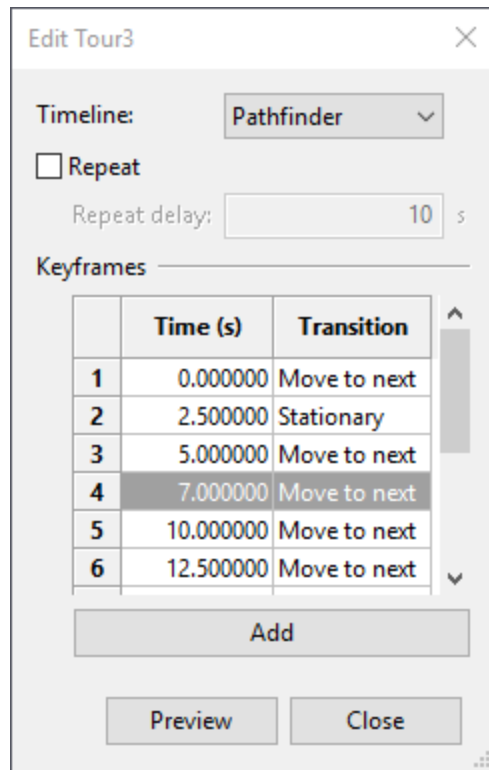 Edit Tour3
Timeline: Pathfinder
Repeat
Repeat delay: 10 s
Keyframes
Time (s) Transition
1 0.000000 Move to next
2 2.500000 Stationary
3 5.000000 Move to next
4 7.000000 Move to next
5 10.000000 Move to next
6 12.500000 Move to next
Add
Preview Close